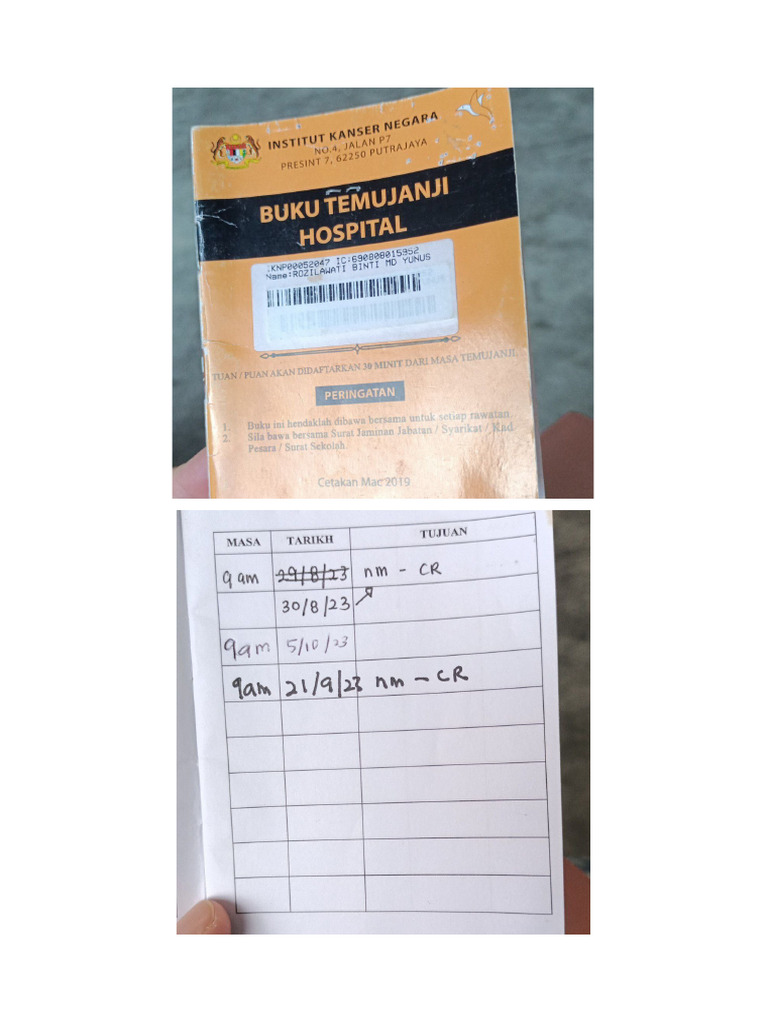 INSTITUT KANSER NEGARA
NO.4, JALAN P7
PRESINT 7, 62250 PUTRAJAYA
BUKU TEMUJANJI
HOSPITAL
IKNP00052047 IC:690808015952
Name:ROZILAWATI BINTI MD YUNUS
TUAN / PUAN AKAN DIDAFTARKAN 30 MINIT DARI MASA TEMUJANJI.
PERINGATAN
1. Buku ini hendaklah dibawa bersama untuk setiap rawatan.
2. Sila bawa bersama Surat Jaminan Jabatan / Syarikat / Kad
Pesara / Surat Sekolah.
Cetakan Mac 2019
MASA TARIKH TUJUAN
9am 29/8/23 nm - CR
30/8/23
9am 5/10/23
9am 21/9/23 nm - CR